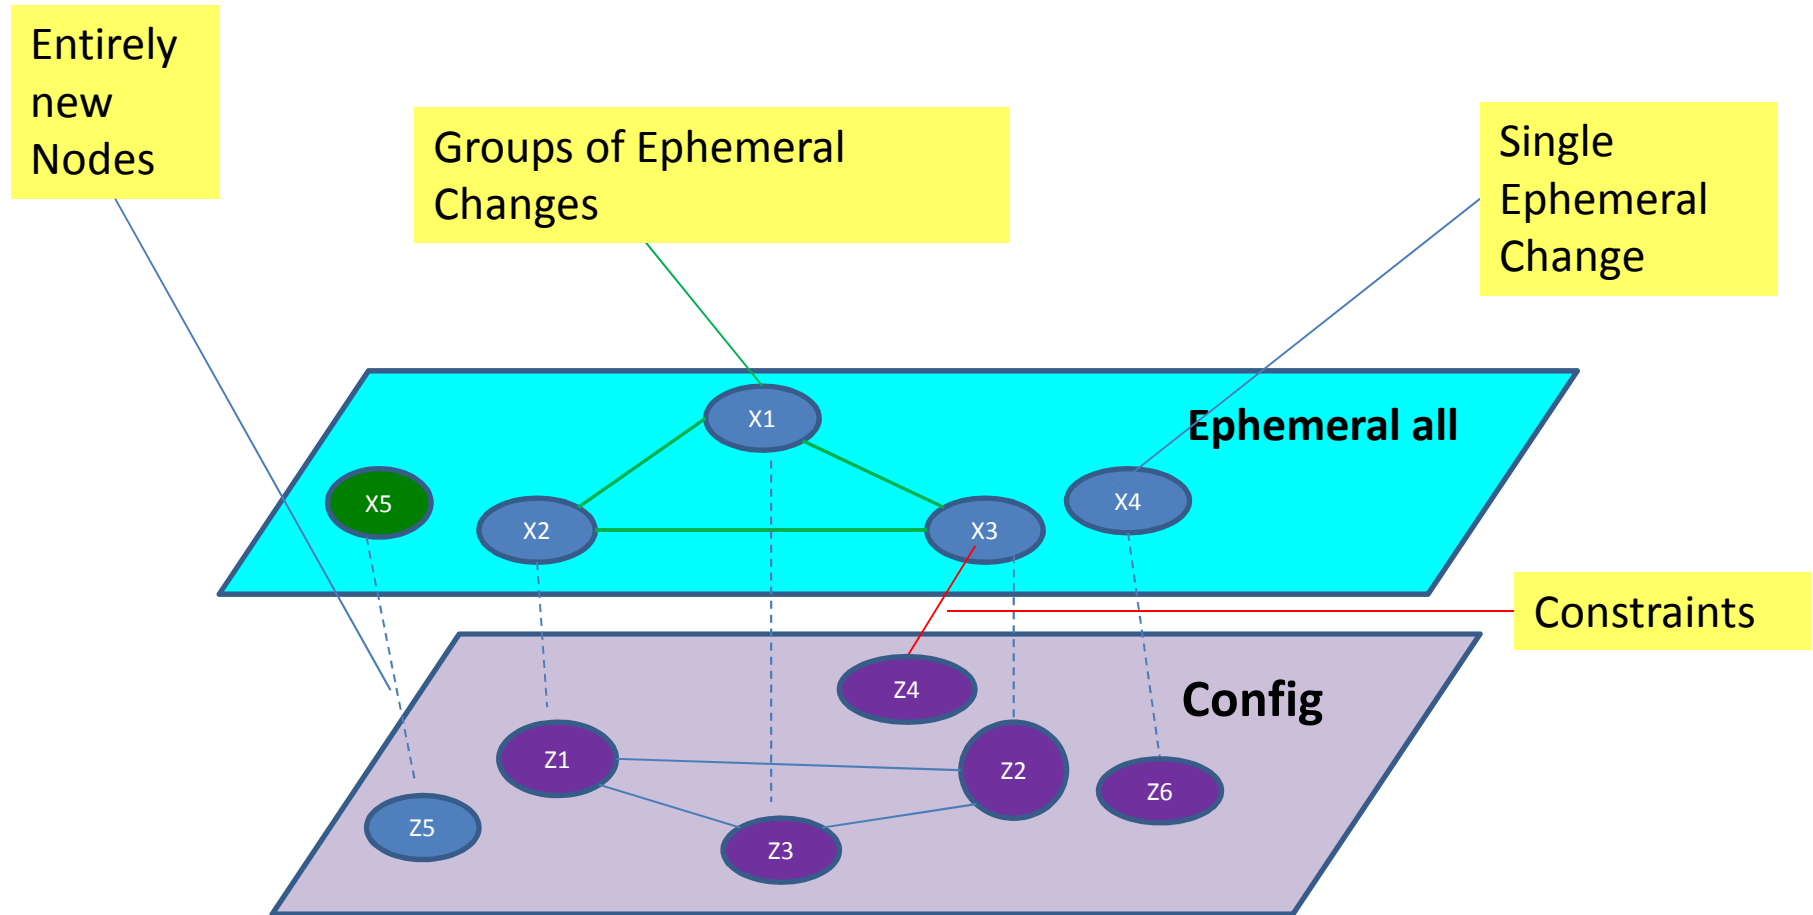 Entirely
new
Nodes
Groups of Ephemeral
Changes
Single
Ephemeral
Change
X1
Ephemeral all
X5
X2
X3
X4
Constraints
Z4
Config
Z1
Z2
Z6
Z5
Z3